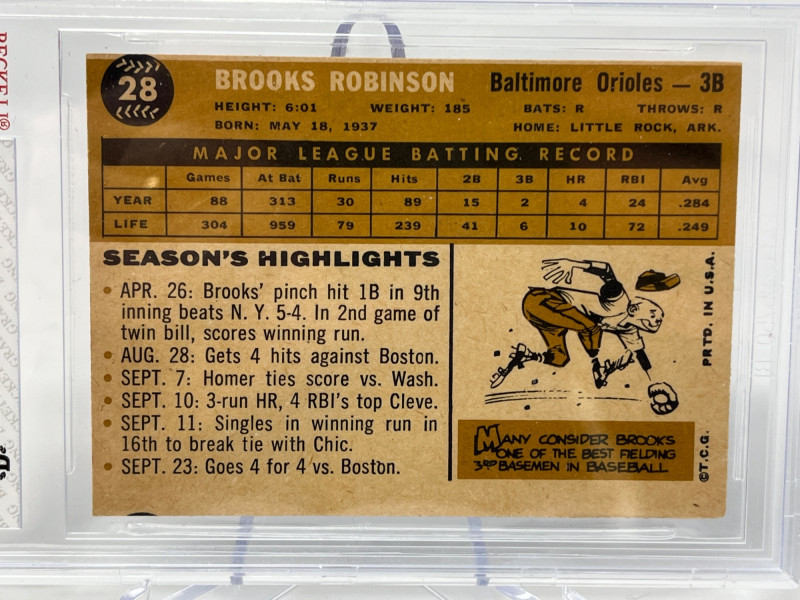 BECKETT®
28
BROOKS ROBINSON Baltimore Orioles — 3B
HEIGHT: 6:01 WEIGHT: 185 BATS: R THROWS: R
BORN: MAY 18, 1937 HOME: LITTLE ROCK, ARK.
MAJOR LEAGUE BATTING RECORD
Games At Bat Runs Hits 2B 3B HR RBI Avg
YEAR 88 313 30 89 15 2 4 24 .284
LIFE 304 959 79 239 41 6 10 72 .249
SEASON'S HIGHLIGHTS
• APR. 26: Brooks' pinch hit 1B in 9th
inning beats N. Y. 5-4. In 2nd game of
twin bill, scores winning run.
• AUG. 28: Gets 4 hits against Boston.
• SEPT. 7: Homer ties score vs. Wash.
• SEPT. 10: 3-run HR, 4 RBI's top Cleve.
• SEPT. 11: Singles in winning run in
16th to break tie with Chic.
• SEPT. 23: Goes 4 for 4 vs. Boston.
MANY CONSIDER BROOKS
ONE OF THE BEST FIELDING
3RD BASEMEN IN BASEBALL
©T.C.G. PRTD. IN U.S.A.